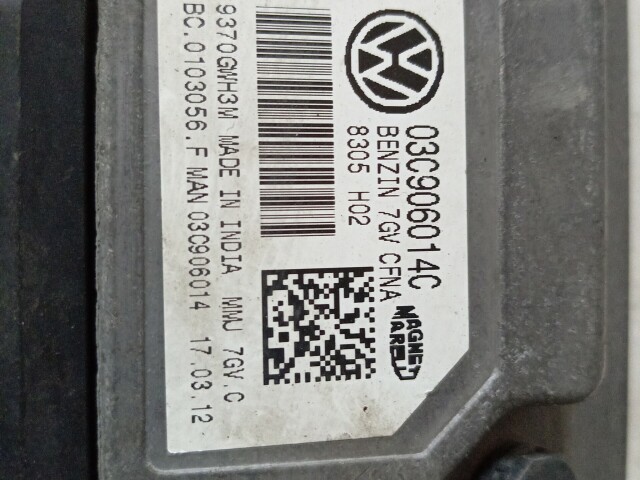 03C906014C
BENZIN 7GV CFNA
8305 H02
MAGNETI
MARELLI
9370GWH3M MADE IN INDIA MMJ 7GV.C
BC.0103056.F MAN 03C906014 17.03.12